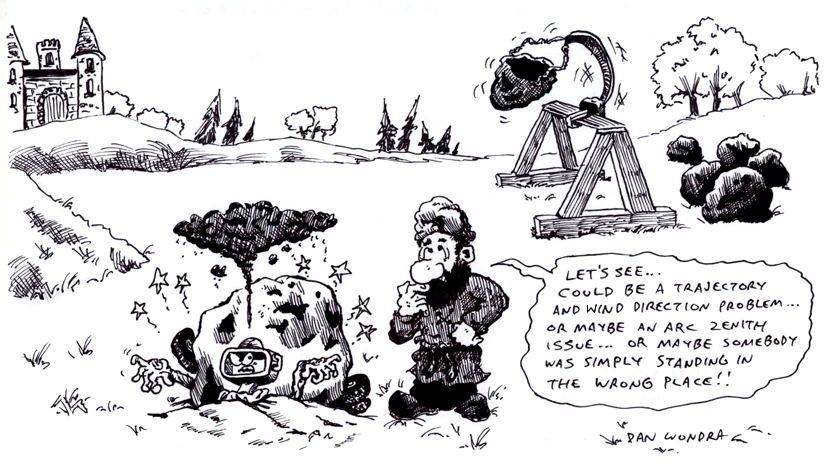 LET'S SEE...
COULD BE A TRAJECTORY
AND WIND DIRECTION PROBLEM...
OR MAYBE AN ARC ZENITH
ISSUE... OR MAYBE SOMEBODY
WAS SIMPLY STANDING IN
THE WRONG PLACE!!
DAN WONDRA